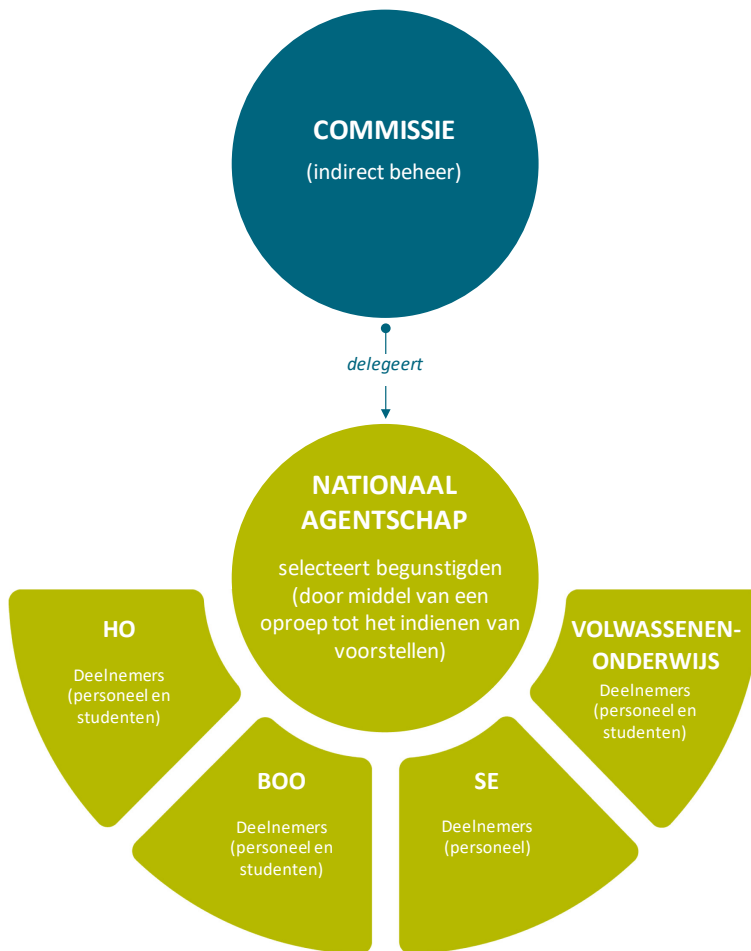 COMMISSIE
(indirect beheer)
delegeert
NATIONAAL
AGENTSCHAP
selecteert begunstigden
(door middel van een
oproep tot het indienen van
voorstellen)
HO
Deelnemers
(personeel en
studenten)
BOO
Deelnemers
(personeel en
studenten)
SE
Deelnemers
(personeel)
VOLWASSENEN-
ONDERWIJS
Deelnemers
(personeel en
studenten)